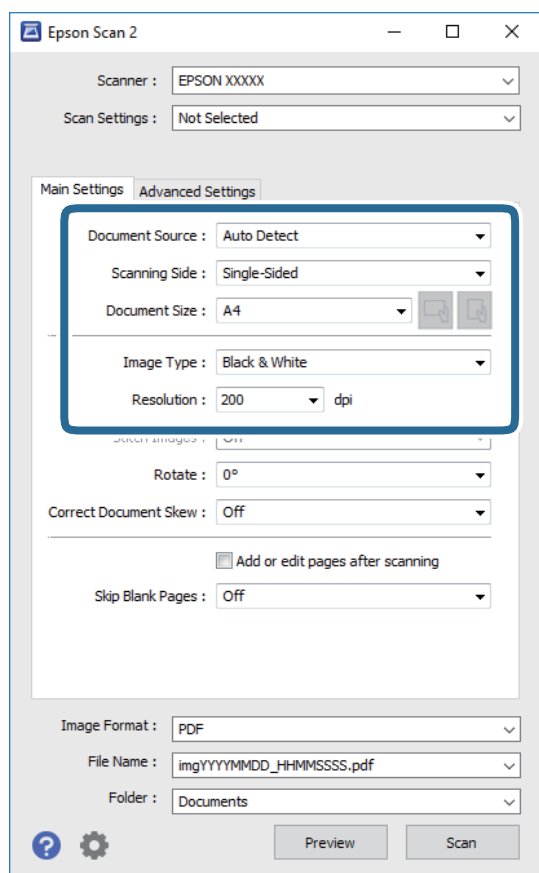 Epson Scan 2
Scanner : EPSON XXXXX
Scan Settings : Not Selected
Main Settings Advanced Settings
Document Source : Auto Detect
Scanning Side : Single-Sided
Document Size : A4
Image Type : Black & White
Resolution : 200 dpi
Stitch Images : Off
Rotate : 0°
Correct Document Skew : Off
Add or edit pages after scanning
Skip Blank Pages : Off
Image Format : PDF
File Name : imgYYYYMMDD_HHMMSSSS.pdf
Folder : Documents
? Preview Scan